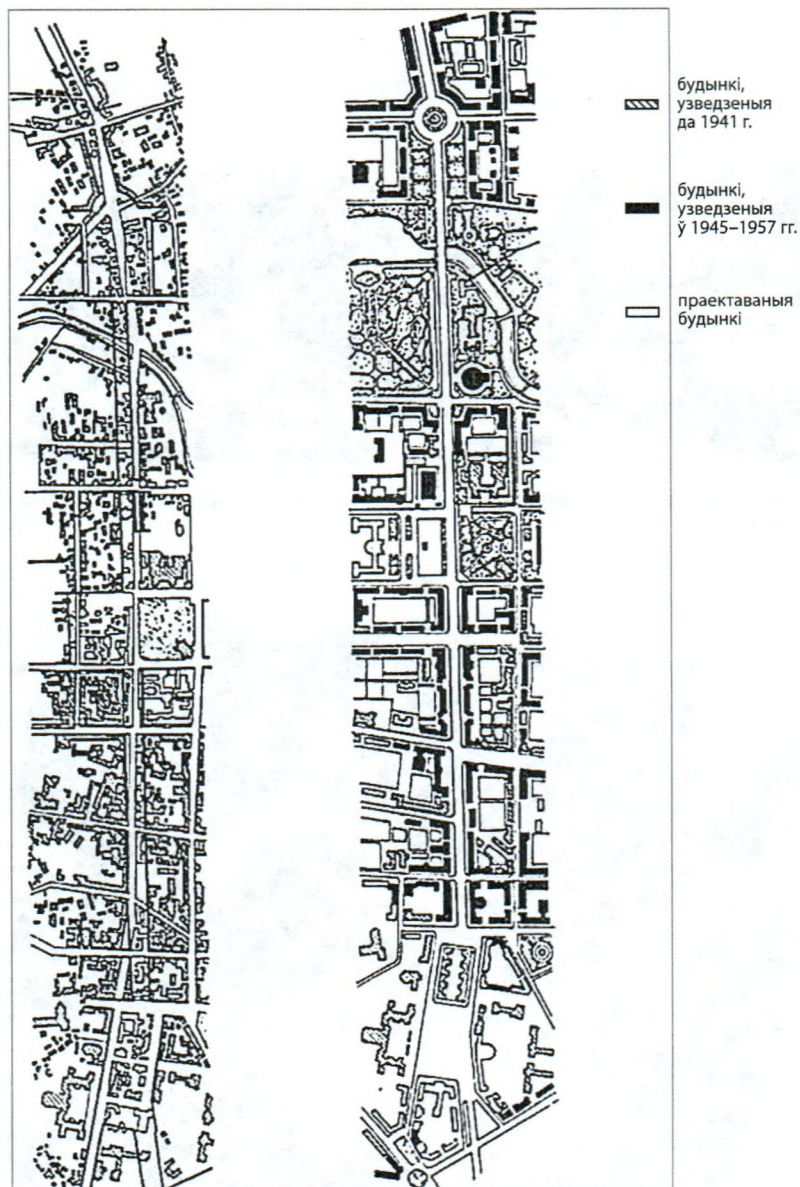 будынкі,
узведзеныя
да 1941 г.
будынкі,
узведзеныя
ў 1945–1957 гг.
праектаваныя
будынкі